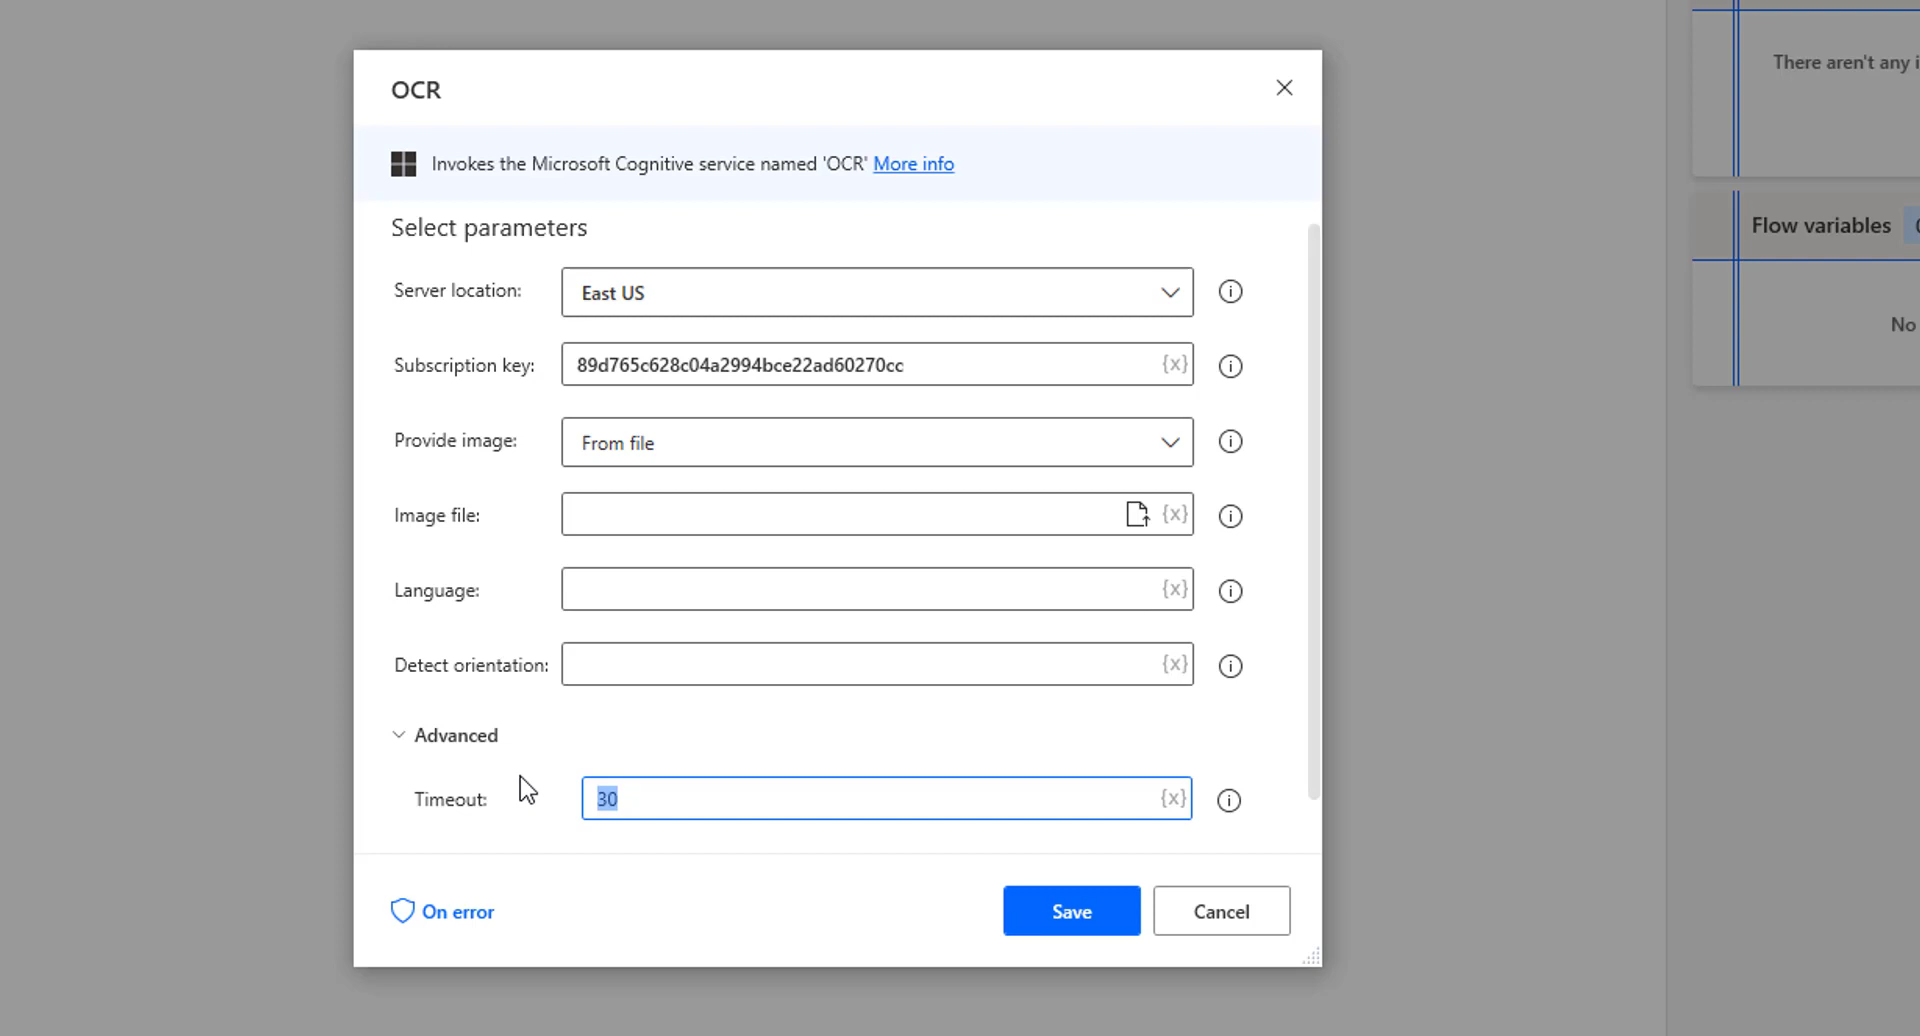 OCR
Invokes the Microsoft Cognitive service named 'OCR' More info
Select parameters
Server location: East US
Subscription key: 89d765c628c04a2994bce22ad60270cc {x}
Provide image: From file
Image file: {x}
Language: {x}
Detect orientation: {x}
Advanced
Timeout: 30 {x}
On error
Save
Cancel
There aren't any i
Flow variables
No